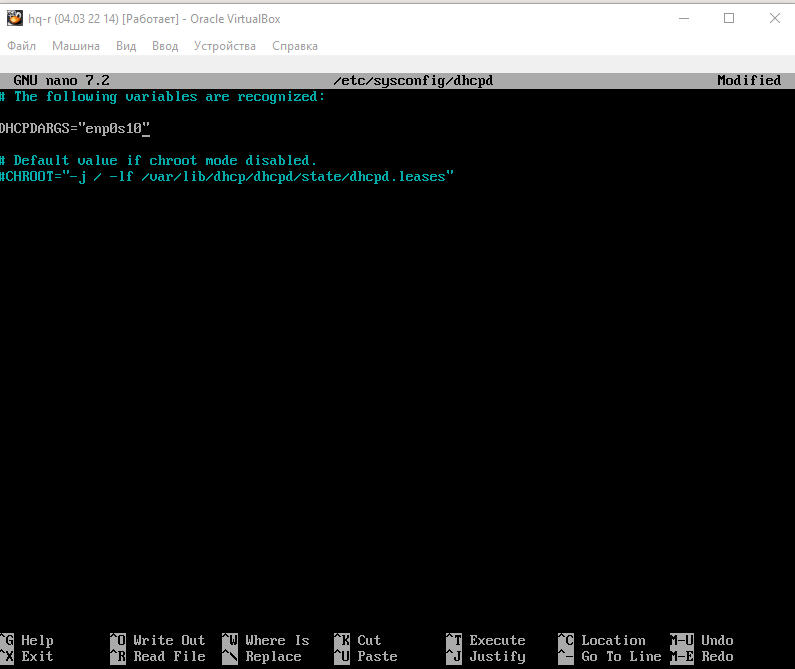 hq-r (04.03 22 14) [Работает] - Oracle VirtualBox
Файл Машина Вид Ввод Устройства Справка
GNU nano 7.2 /etc/sysconfig/dhcpd Modified
# The following variables are recognized:
DHCPDARGS="enp0s10"
# Default value if chroot mode disabled.
#CHROOT="-j / -lf /var/lib/dhcp/dhcpd/state/dhcpd.leases"
^G Help ^O Write Out ^W Where Is ^K Cut ^T Execute ^C Location M-U Undo
^X Exit ^R Read File ^\ Replace ^U Paste ^J Justify ^- Go To Line M-E Redo